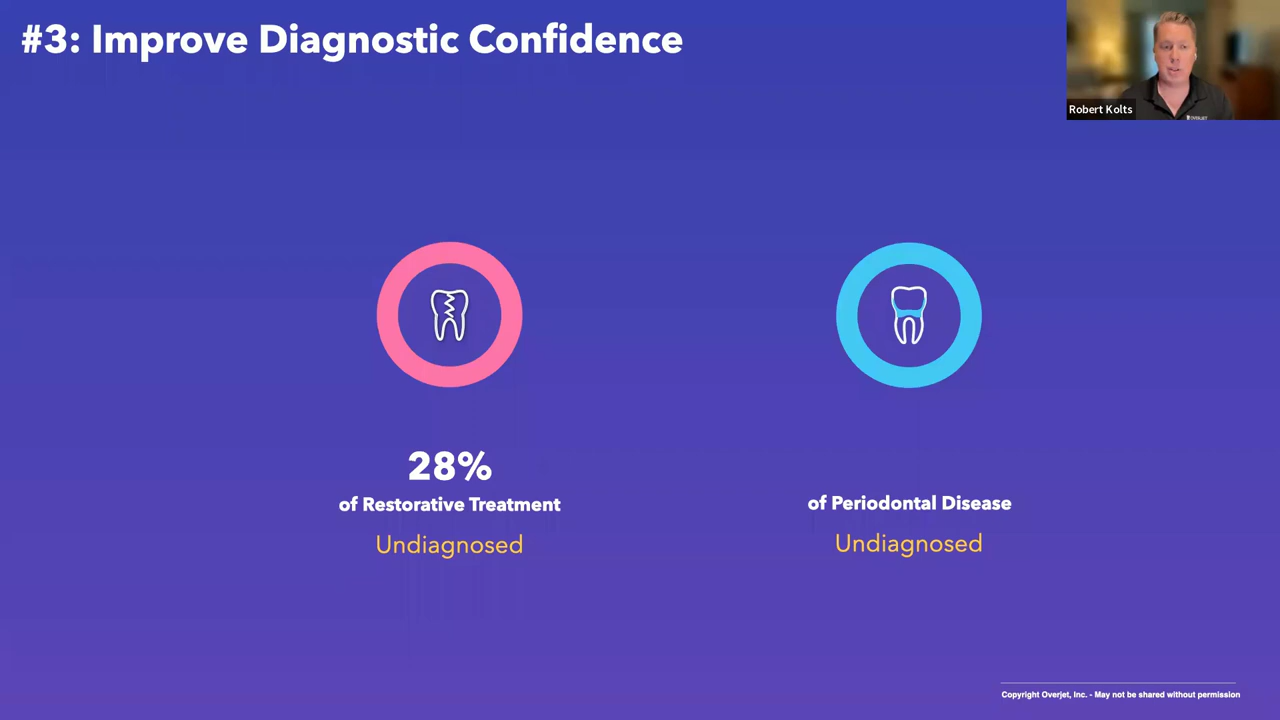 #3: Improve Diagnostic Confidence
Robert Kolts
OVERJET
28%
of Restorative Treatment
Undiagnosed
of Periodontal Disease
Undiagnosed
Copyright Overjet, Inc. - May not be shared without permission